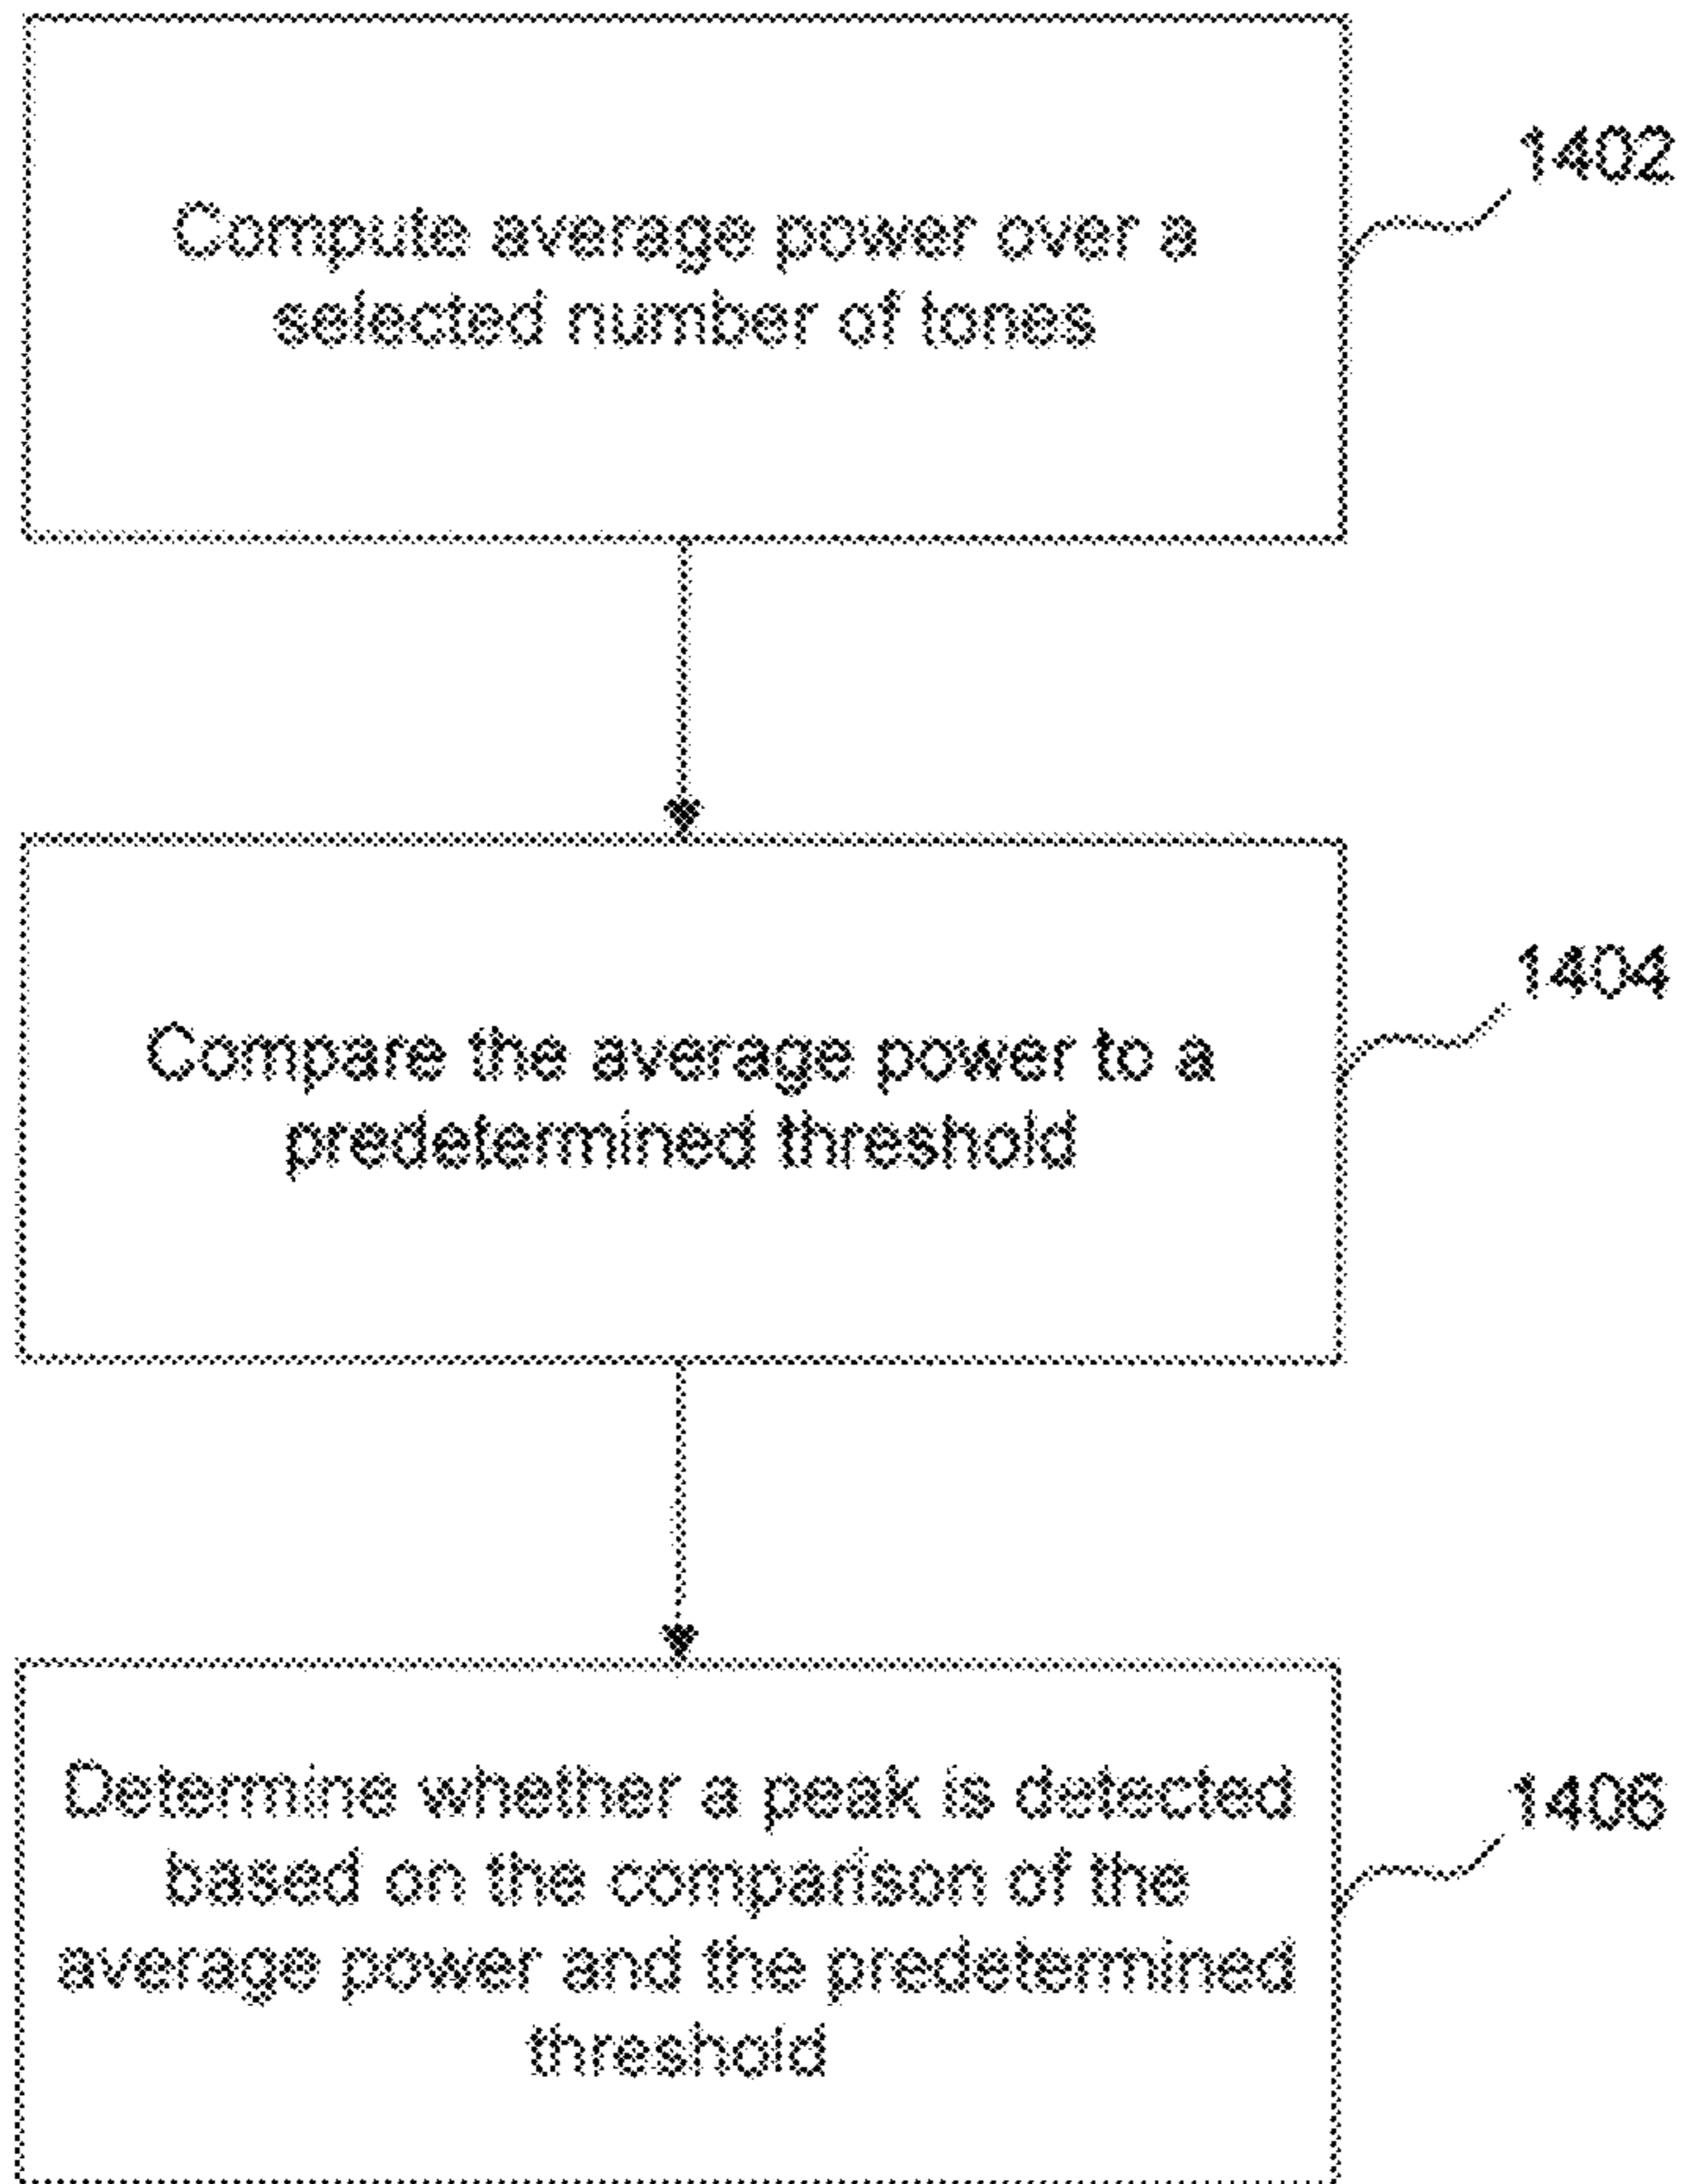 1402
Compute average power over a
selected number of tones
1404
Compare the average power to a
predetermined threshold
1406
Determine whether a peak is detected
based on the comparison of the
average power and the predetermined
threshold